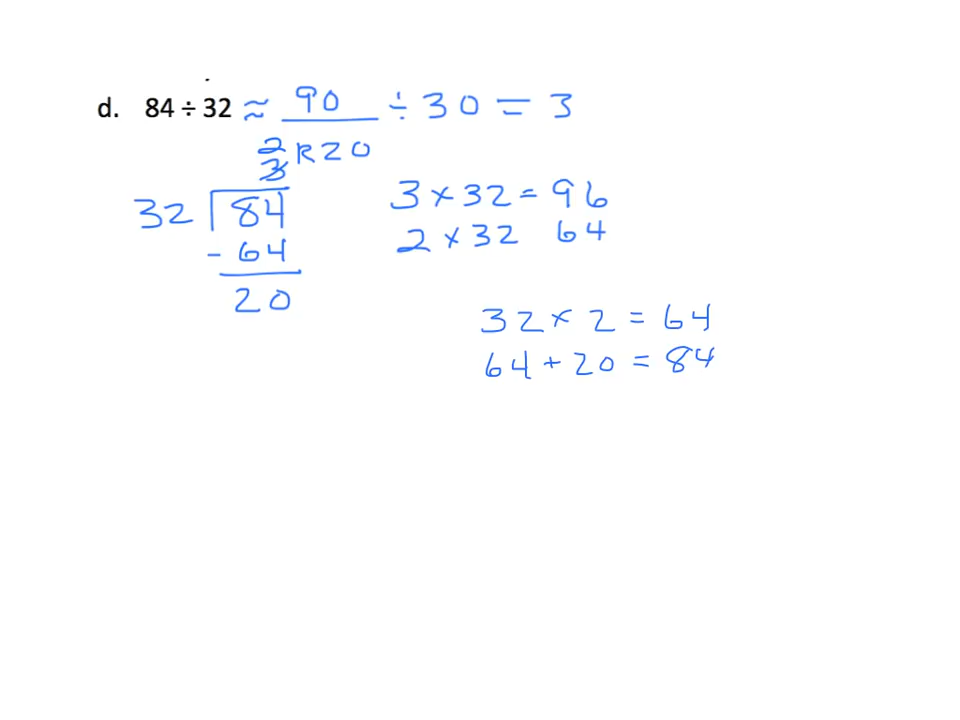 d. 84 ÷ 32 ≈ 90 ÷ 30 = 3
2
3 R20
32 84
- 64
20
3 × 32 = 96
2 × 32 64
32 × 2 = 64
64 + 20 = 84